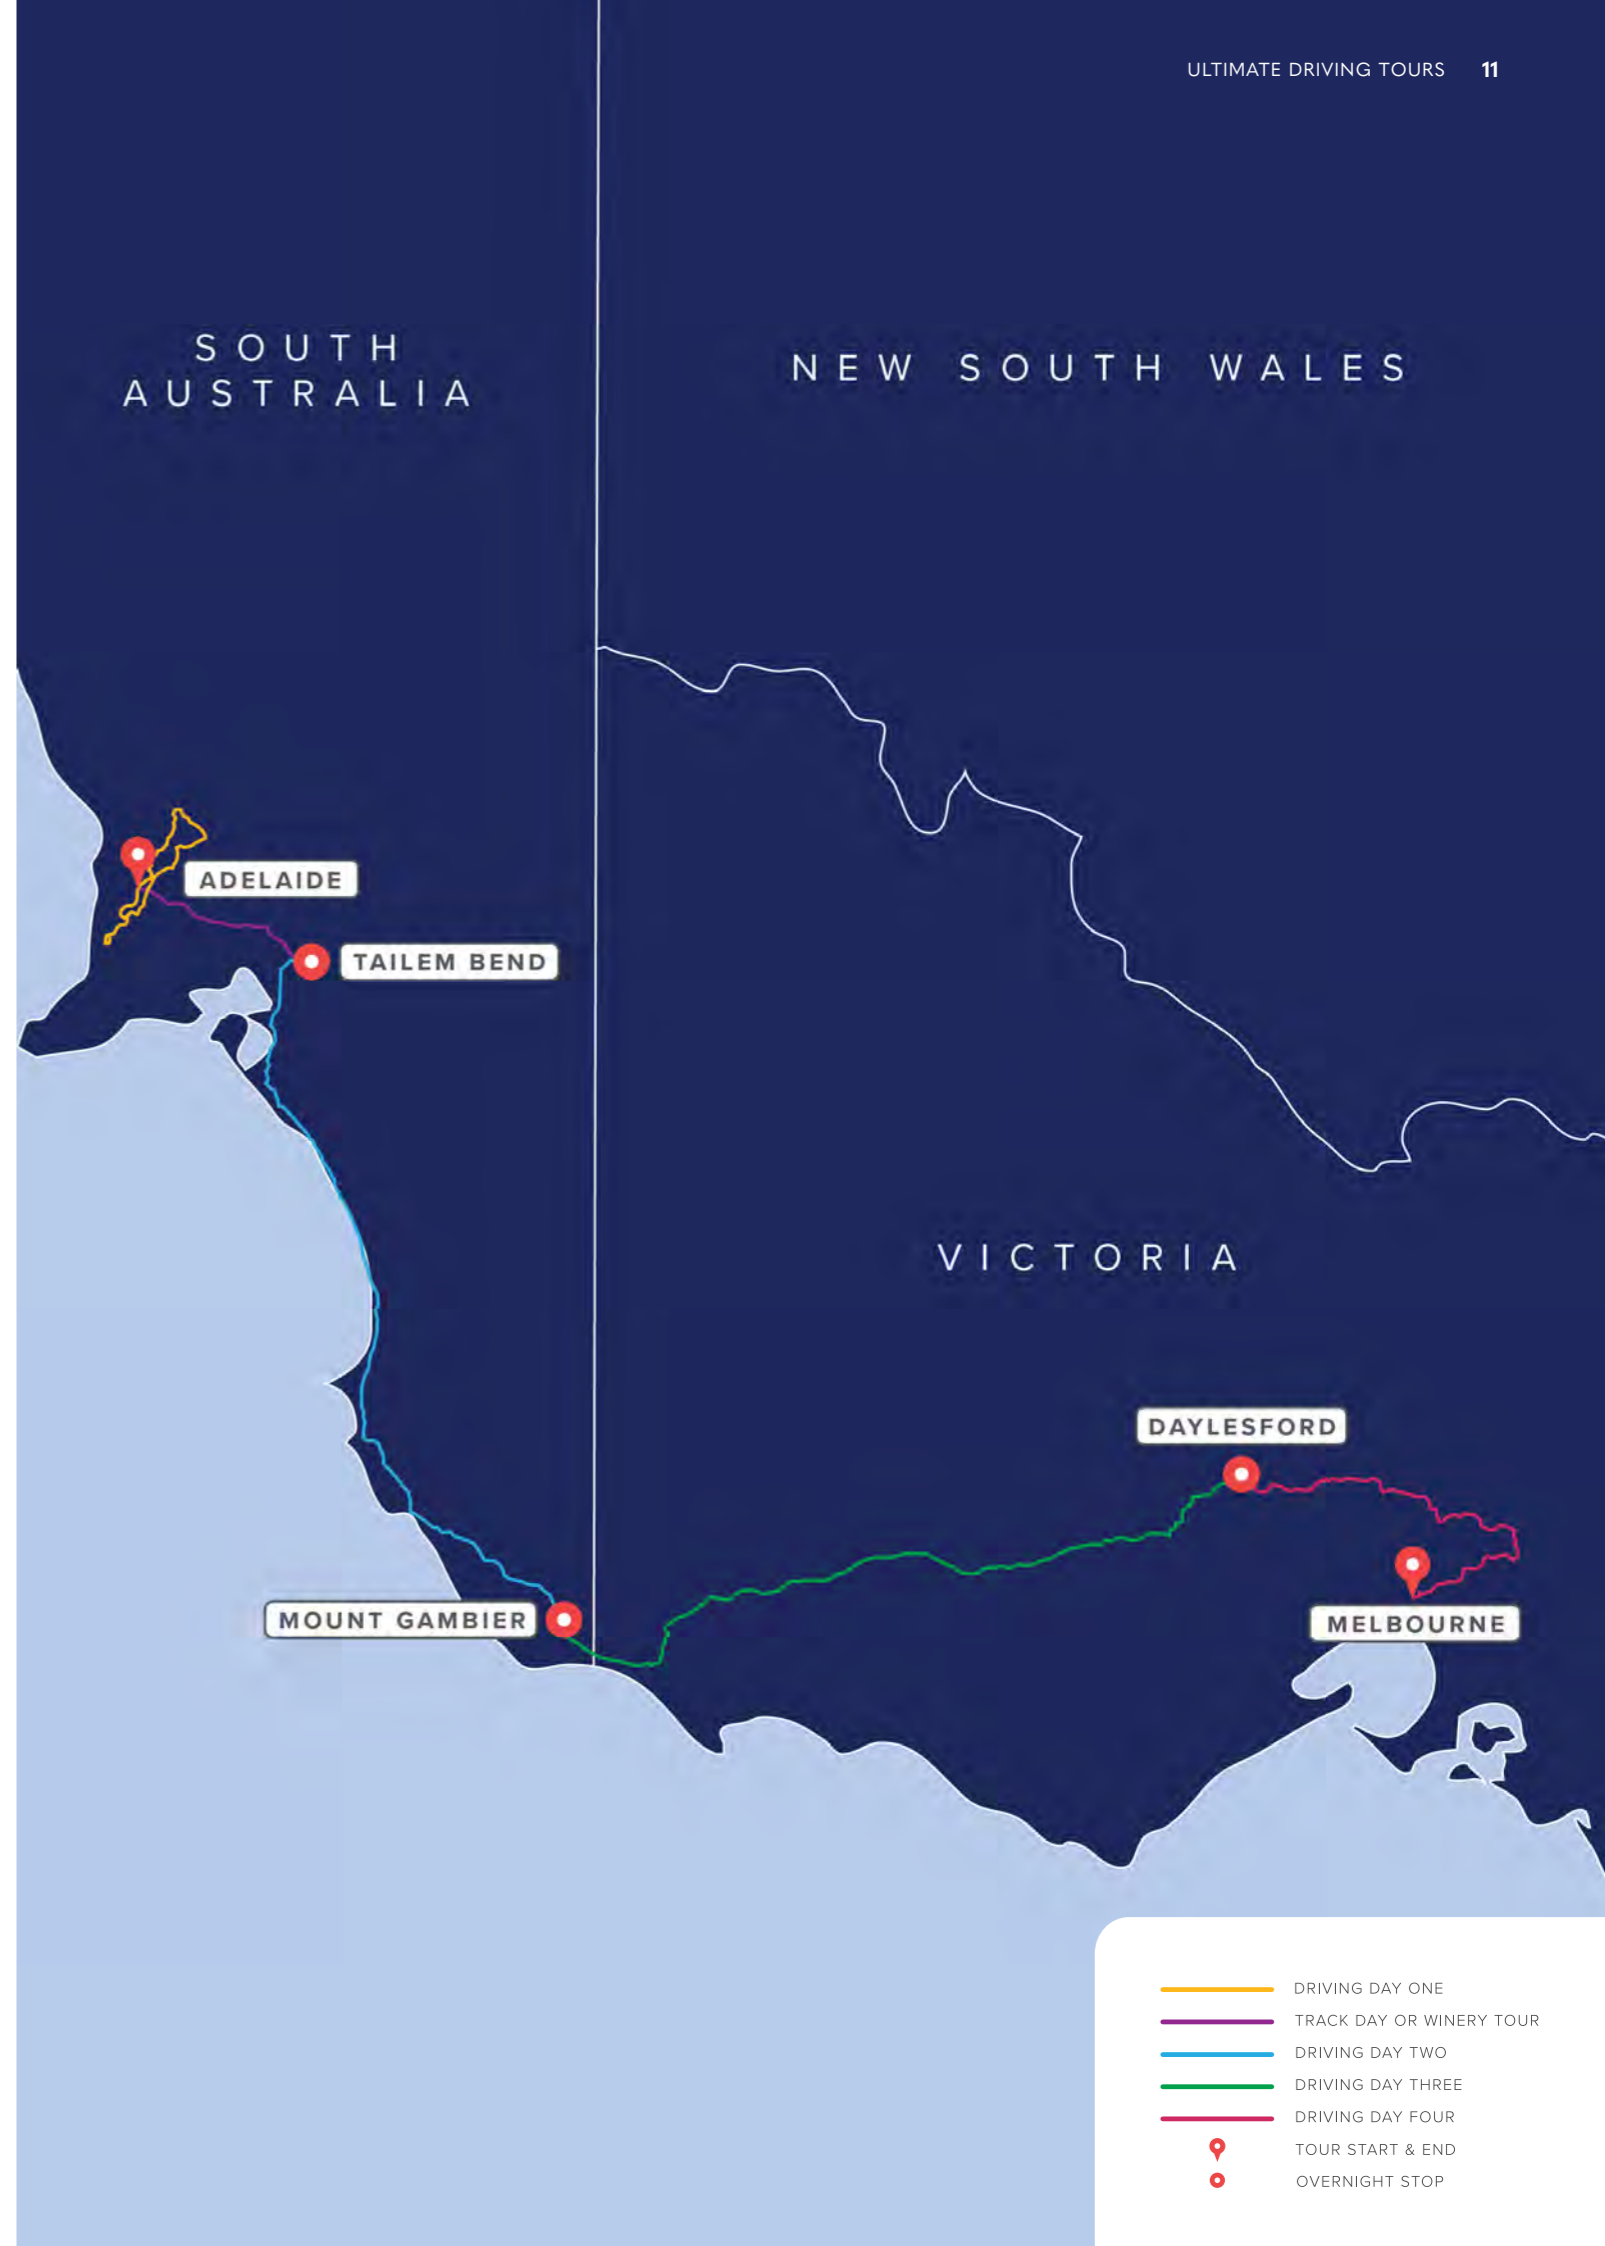 ULTIMATE DRIVING TOURS 11
SOUTH
AUSTRALIA
NEW SOUTH WALES
ADELAIDE
TAILEM BEND
VICTORIA
DAYLESFORD
MOUNT GAMBIER
MELBOURNE
DRIVING DAY ONE
TRACK DAY OR WINERY TOUR
DRIVING DAY TWO
DRIVING DAY THREE
DRIVING DAY FOUR
TOUR START & END
OVERNIGHT STOP